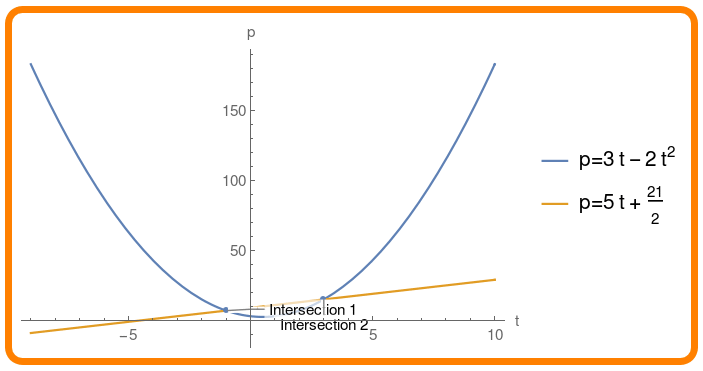 p
150
100
50
−5
5
10
t
Intersection 1
Intersection 2
p=3 t − 2 t²
p=5 t + 21/2